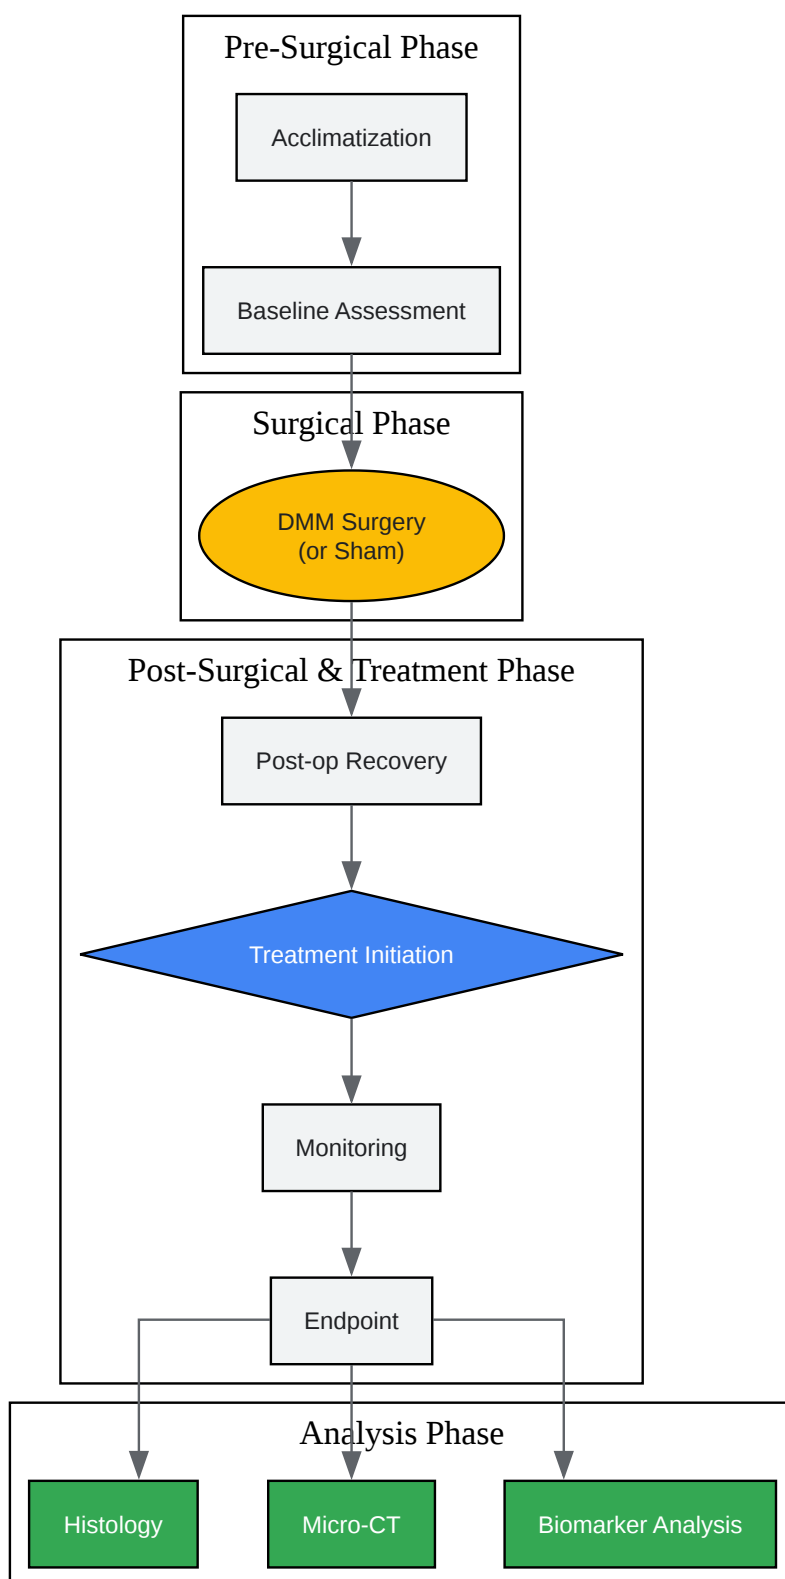 Pre-Surgical Phase
Acclimatization
Baseline Assessment
Surgical Phase
DMM Surgery
(or Sham)
Post-Surgical & Treatment Phase
Post-op Recovery
Treatment Initiation
Monitoring
Endpoint
Analysis Phase
Histology
Micro-CT
Biomarker Analysis